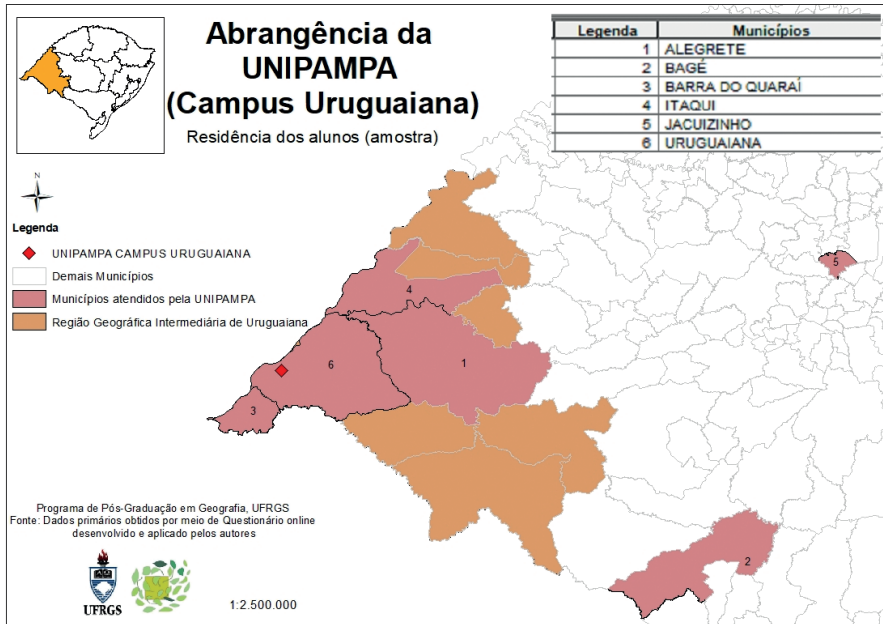 Abrangência da
UNIPAMPA
(Campus Uruguaiana)
Residência dos alunos (amostra)
Legenda Municípios
1 ALEGRETE
2 BAGÉ
3 BARRA DO QUARAÍ
4 ITAQUI
5 JACUIZINHO
6 URUGUAIANA
N
Legenda
UNIPAMPA CAMPUS URUGUAIANA
Demais Municípios
Municípios atendidos pela UNIPAMPA
Região Geográfica Intermediária de Uruguaiana
5
4
1
6
3
2
Programa de Pós-Graduação em Geografia, UFRGS
Fonte: Dados primários obtidos por meio de Questionário online
desenvolvido e aplicado pelos autores
UFRGS
1:2.500.000